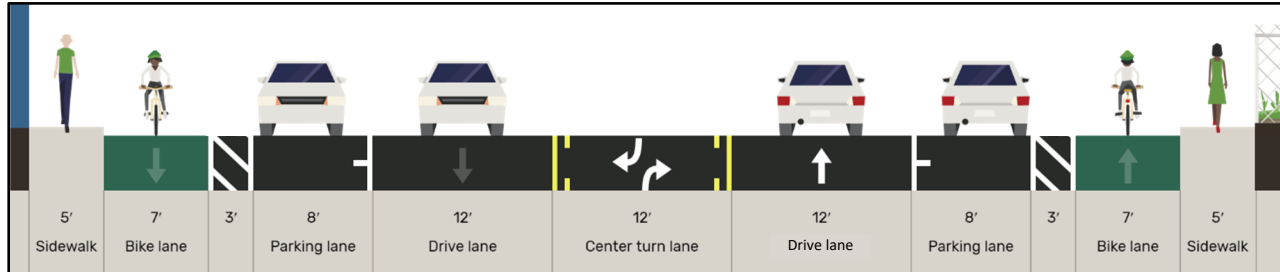 5′ 7′ 3′ 8′ 12′ 12′ 12′ 8′ 3′ 7′ 5′
Sidewalk Bike lane Parking lane Drive lane Center turn lane Drive lane Parking lane Bike lane Sidewalk